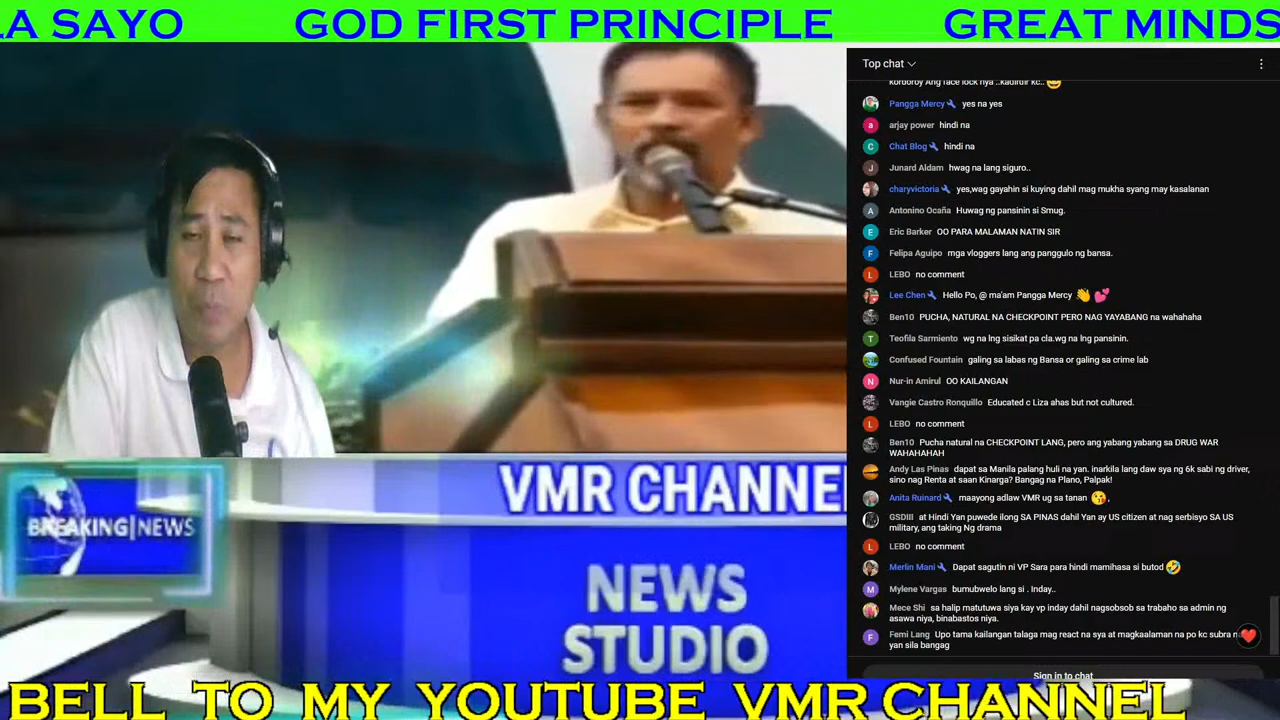 LA SAYO GOD FIRST PRINCIPLE GREAT MINDS
Top chat
Ang face lock nya ..kadirdir kc..
Pangga Mercy yes na yes
a arjay power hindi na
C Chat Blog hindi na
J Junard Aldam hwag na lang siguro..
charyvictoria yes,wag gayahin si kuying dahil mag mukha syang may kasalanan
A Antonino Ocaña Huwag ng pansinin si Smug.
E Eric Barker OO PARA MALAMAN NATIN SIR
F Felipa Aguipo mga vloggers lang ang panggulo ng bansa.
L LEBO no comment
Lee Chen Hello Po, @ ma'am Pangga Mercy 👋 💕
Ben10 PUCHA, NATURAL NA CHECKPOINT PERO NAG YAYABANG na wahahaha
T Teofila Sarmiento wg na lng sisikat pa cla.wg na lng pansinin.
Confused Fountain galing sa labas ng Bansa or galing sa crime lab
N Nur-in Amirul OO KAILANGAN
Vangie Castro Ronquillo Educated c Liza ahas but not cultured.
L LEBO no comment
Ben10 Pucha natural na CHECKPOINT LANG, pero ang yabang yabang sa DRUG WAR
WAHAHAHAH
Andy Las Pinas dapat sa Manila palang huli na yan. inarkila lang daw sya ng 6k sabi ng driver,
sino nag Renta at saan Kinarga? Bangag na Plano, Palpak!
Anita Ruinard maayong adlaw VMR ug sa tanan 😘,
GSDIII at Hindi Yan puwede ilong SA PINAS dahil Yan ay US citizen at nag serbisyo SA US
military, ang taking Ng drama
L LEBO no comment
Merlin Mani Dapat sagutin ni VP Sara para hindi mamihasa si butod 🤣
M Mylene Vargas bumubwelo lang si . Inday..
Mece Shi sa halip matutuwa siya kay vp inday dahil nagsobsob sa trabaho sa admin ng
asawa niya, binabastos niya.
F Femi Lang Upo tama kailangan talaga mag react na sya at magkaalaman na po kc subra
yan sila bangag
Sign in to chat
VMR CHANNE
BREAKING|NEWS
NEWS
STUDIO
BELL TO MY YOUTUBE VMR CHANNEL